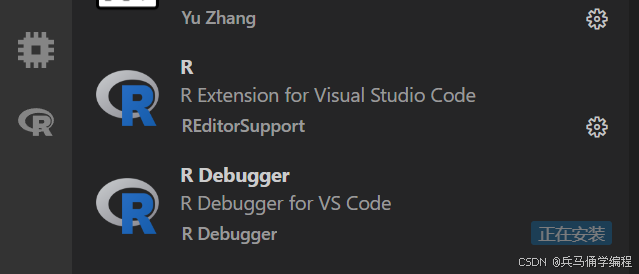 Yu Zhang
R
R Extension for Visual Studio Code
REditorSupport
R Debugger
R Debugger for VS Code
R Debugger
正在安装
CSDN @兵马俑学编程